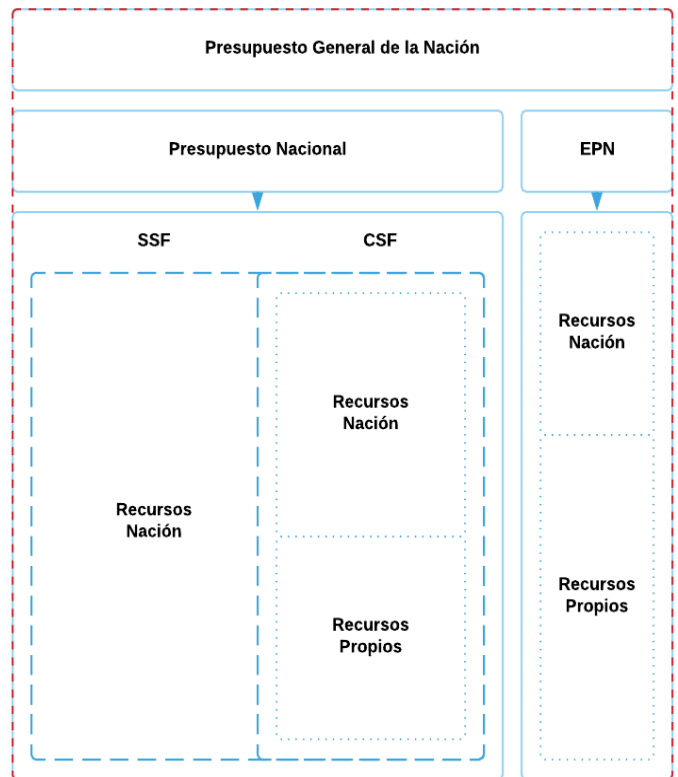 Presupuesto General de la Nación
Presupuesto Nacional
EPN
SSF
CSF
Recursos
Nación
Recursos
Nación
Recursos
Propios
Recursos
Nación
Recursos
Propios